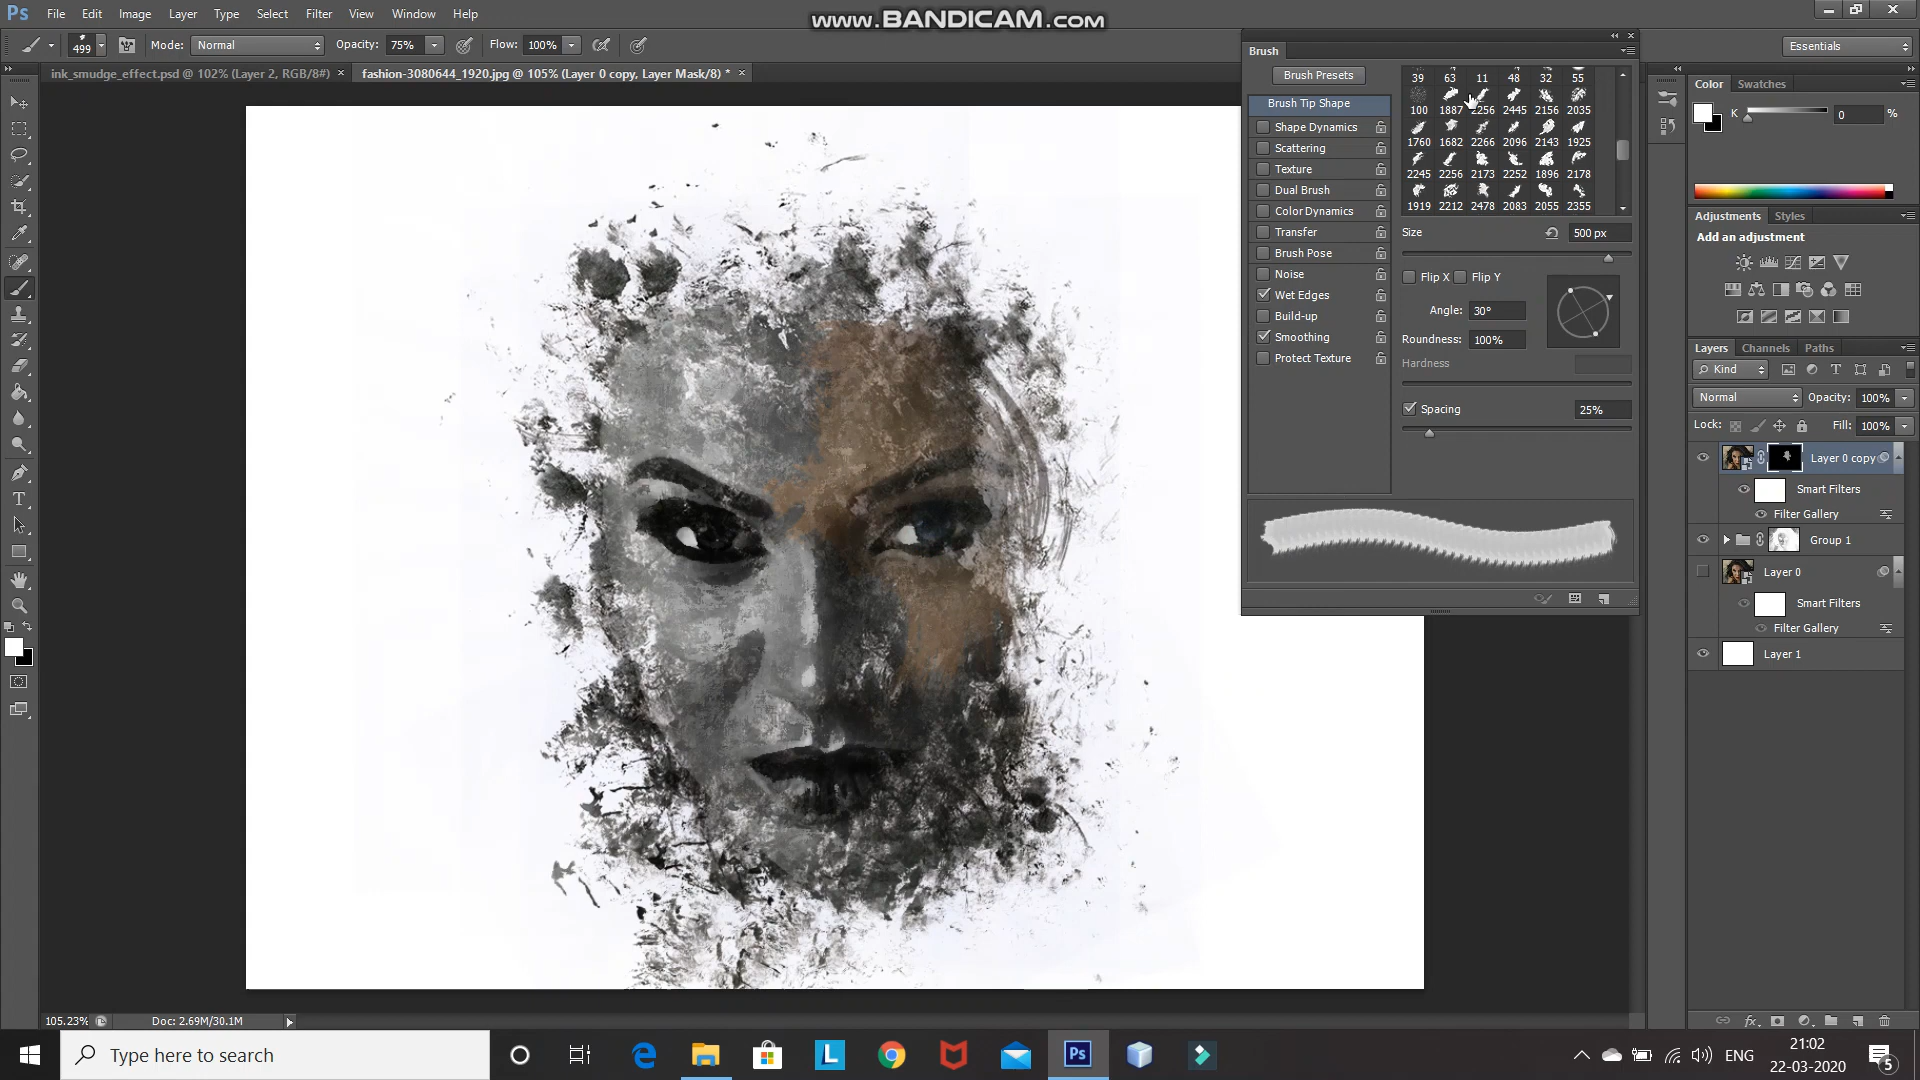 Ps File Edit Image Layer Type Select Filter View Window Help
www.BANDICAM.com
499 Mode: Normal Opacity: 75% Flow: 100%
Essentials
ink_smudge_effect.psd @ 102% (Layer 2, RGB/8#) × fashion-3080644_1920.jpg @ 105% (Layer 0 copy, Layer Mask/8) * ×
Brush
Brush Presets
Brush Tip Shape
Shape Dynamics
Scattering
Texture
Dual Brush
Color Dynamics
Transfer
Brush Pose
Noise
Wet Edges
Build-up
Smoothing
Protect Texture
39 63 11 48 32 55
100 1887 2256 2445 2156 2035
1760 1682 2266 2096 2143 1925
2245 2256 2173 2252 1896 2178
1919 2212 2478 2083 2055 2355
Size 500 px
Flip X Flip Y
Angle: 30°
Roundness: 100%
Hardness
Spacing 25%
Color Swatches
K 0 %
Adjustments Styles
Add an adjustment
Layers Channels Paths
Kind
Normal Opacity: 100%
Lock: Fill: 100%
Layer 0 copy
Smart Filters
Filter Gallery
Group 1
Layer 0
Smart Filters
Filter Gallery
Layer 1
105.23% Doc: 2.69M/30.1M
Type here to search
L
Ps
ENG
21:02
22-03-2020
5